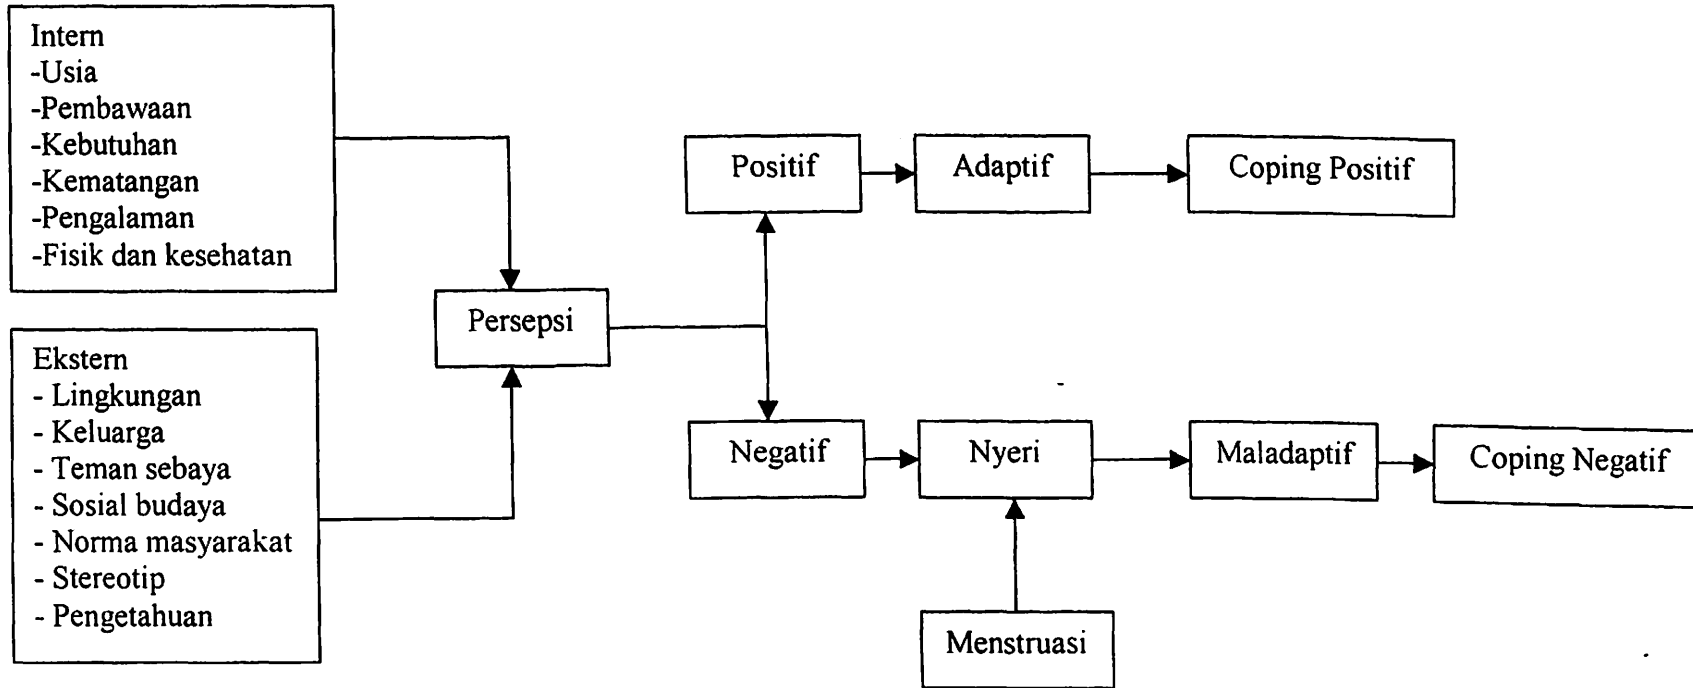 Intern
-Usia
-Pembawaan
-Kebutuhan
-Kematangan
-Pengalaman
-Fisik dan kesehatan
Ekstern
- Lingkungan
- Keluarga
- Teman sebaya
- Sosial budaya
- Norma masyarakat
- Stereotip
- Pengetahuan
Persepsi
Positif
Adaptif
Coping Positif
Negatif
Nyeri
Maladaptif
Coping Negatif
Menstruasi